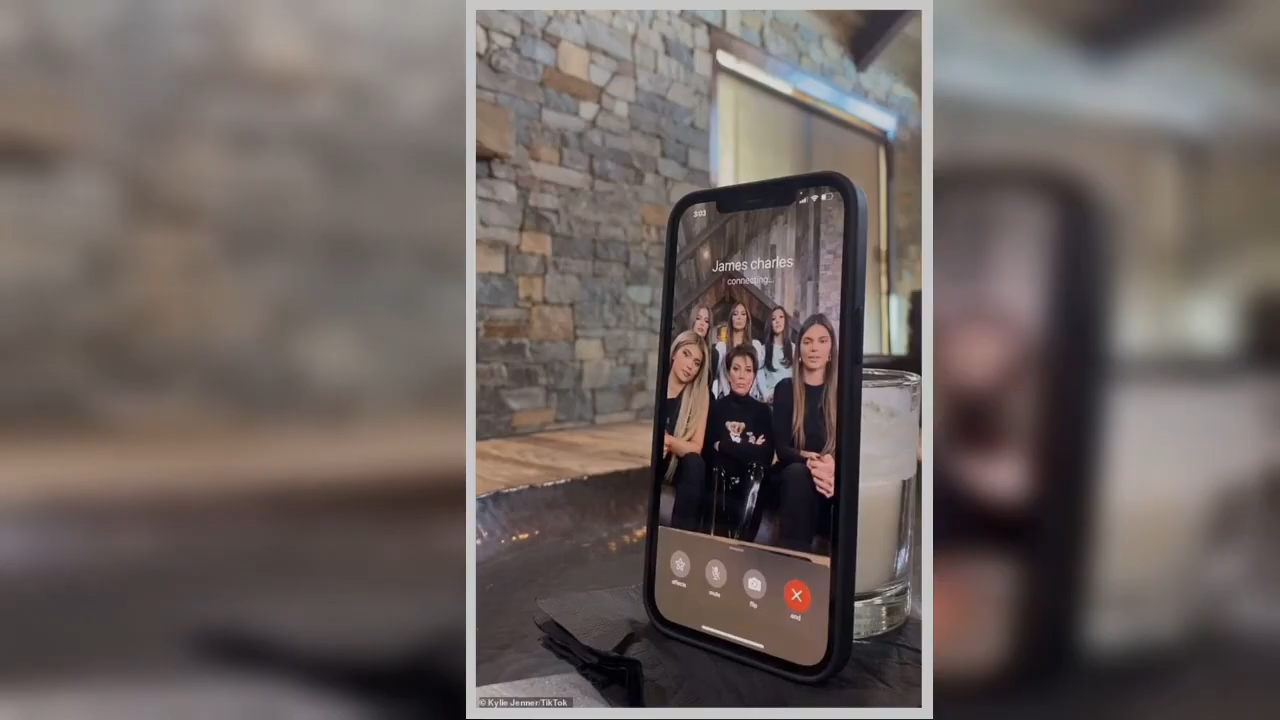 3:03
James charles
connecting...
effects
mute
flip
end
© Kylie Jenner/TikTok